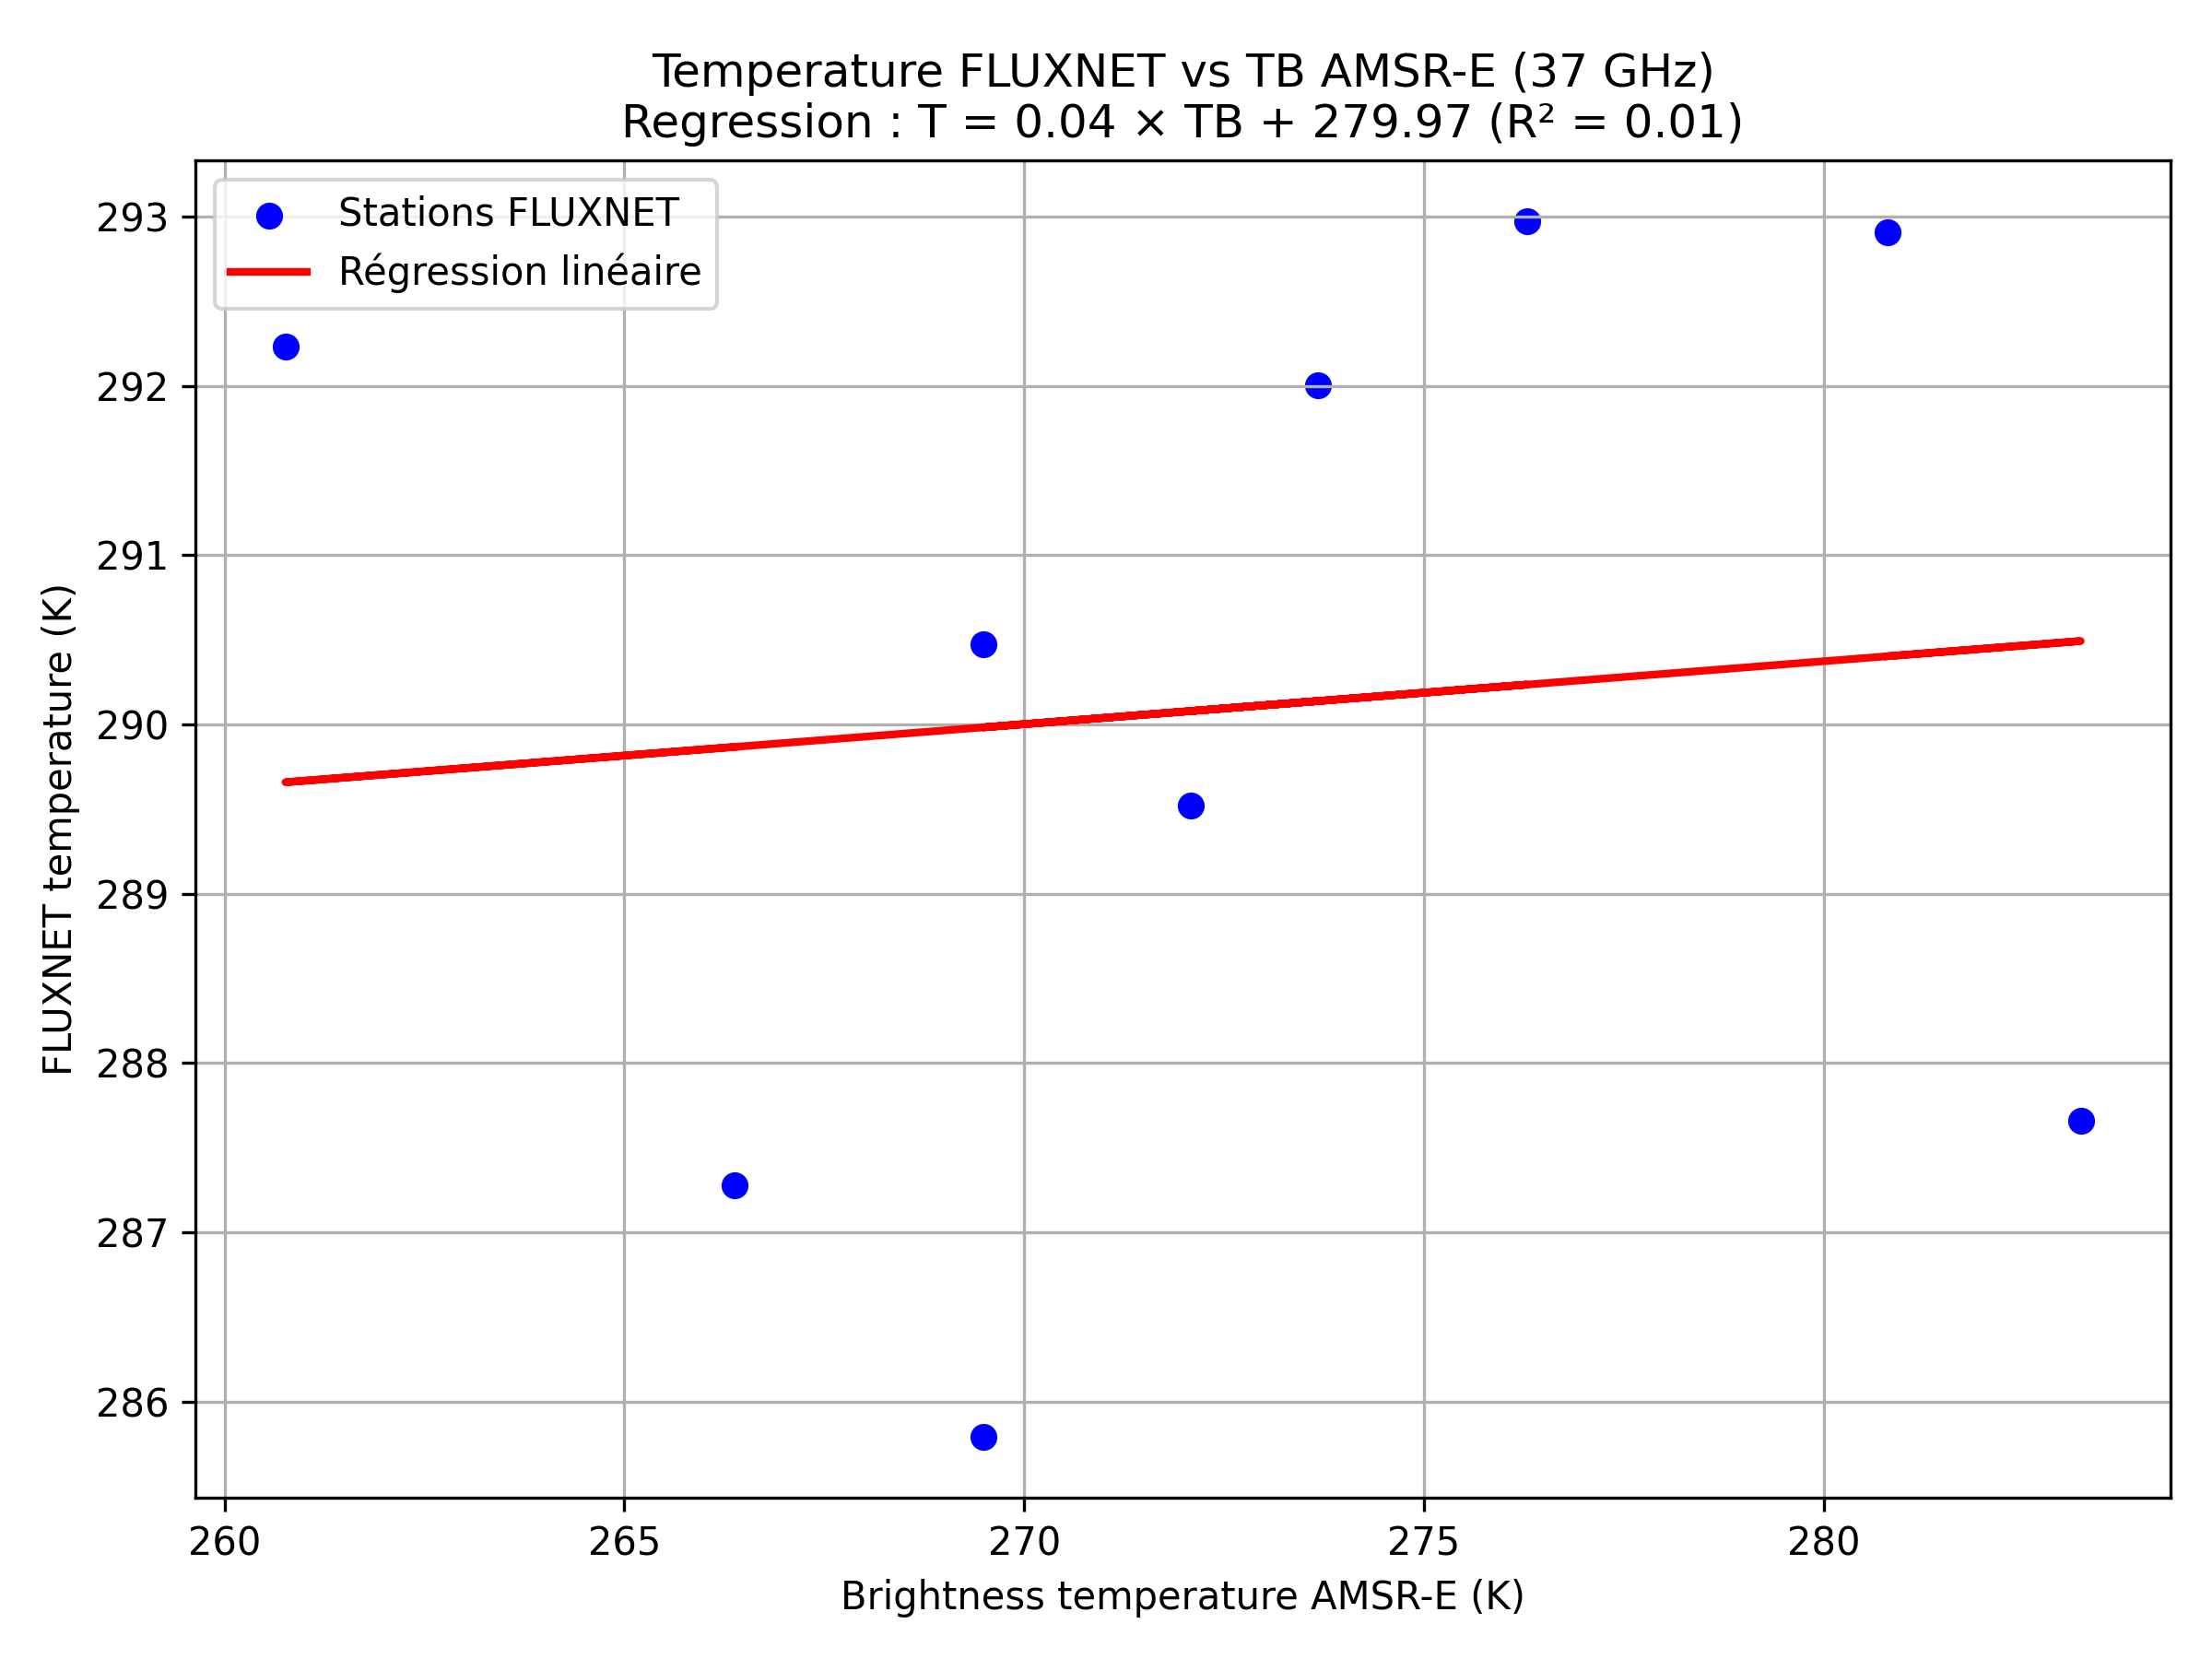 Temperature FLUXNET vs TB AMSR-E (37 GHz)
Regression : T = 0.04 × TB + 279.97 (R² = 0.01)
Stations FLUXNET
Régression linéaire
293
292
291
290
289
288
287
286
FLUXNET temperature (K)
260
265
270
275
280
Brightness temperature AMSR-E (K)